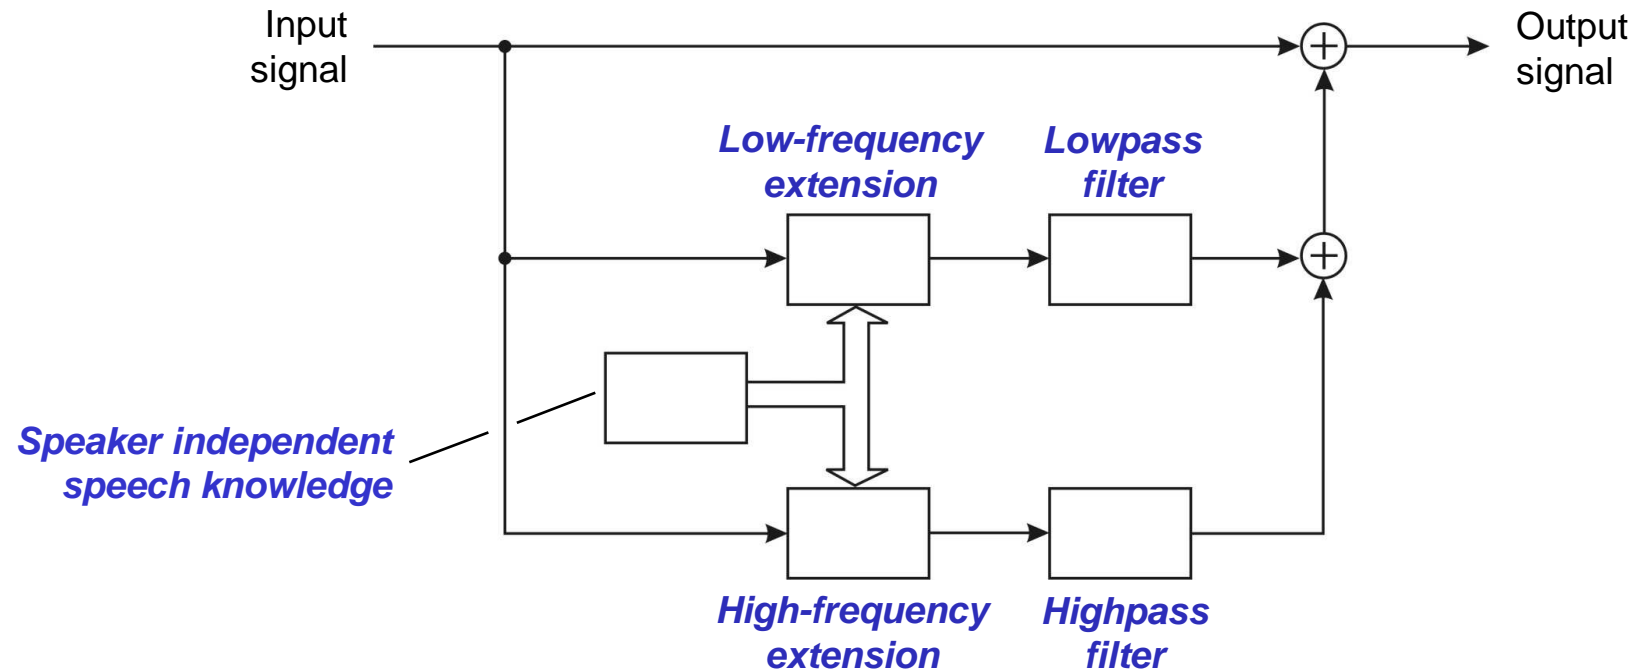 Input
signal
Output
signal
Low-frequency
extension
Lowpass
filter
Speaker independent
speech knowledge
High-frequency
extension
Highpass
filter